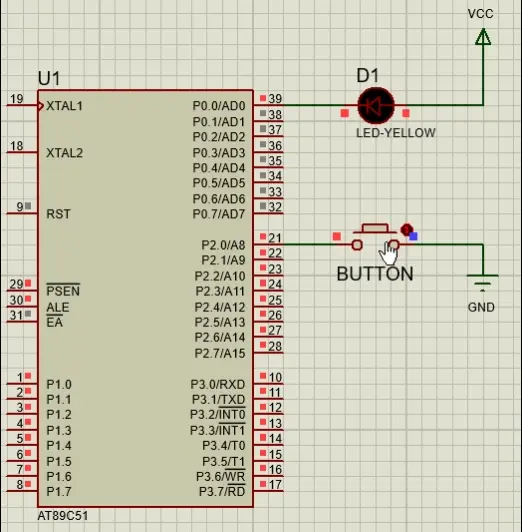 VCC
U1
D1
19 XTAL1 P0.0/AD0 39
P0.1/AD1 38
P0.2/AD2 37
LED-YELLOW
18 XTAL2 P0.3/AD3 36
P0.4/AD4 35
P0.5/AD5 34
P0.6/AD6 33
9 RST P0.7/AD7 32
P2.0/A8 21
P2.1/A9 22
P2.2/A10 23
BUTTON
29 PSEN P2.3/A11 24
30 ALE P2.4/A12 25
31 EA P2.5/A13 26
GND
P2.6/A14 27
P2.7/A15 28
1 P1.0 P3.0/RXD 10
2 P1.1 P3.1/TXD 11
3 P1.2 P3.2/INT0 12
4 P1.3 P3.3/INT1 13
5 P1.4 P3.4/T0 14
6 P1.5 P3.5/T1 15
7 P1.6 P3.6/WR 16
8 P1.7 P3.7/RD 17
AT89C51